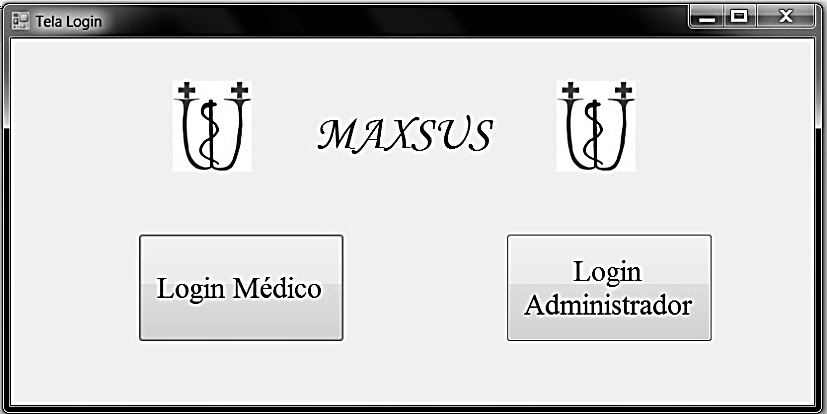 Tela Login
MAXSUS
Login Médico
Login
Administrador